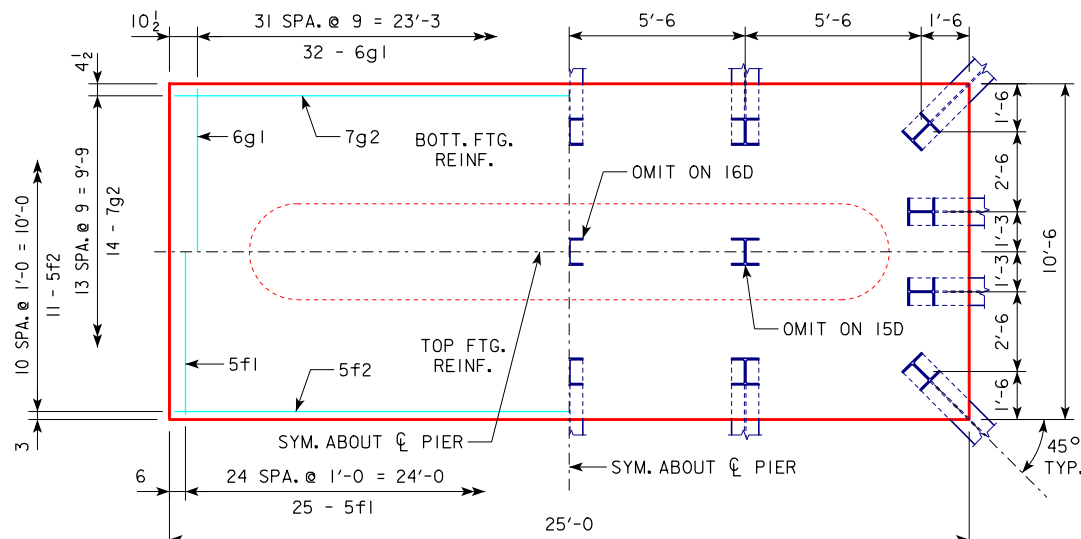 10½
31 SPA. @ 9 = 23'-3
32 - 6g1
5'-6
5'-6
1'-6
4½
6g1
7g2
BOTT. FTG.
REINF.
OMIT ON 16D
1'-6
2'-6
1'-3
1'-3
2'-6
1'-6
10'-6
13 SPA. @ 9 = 9'-9
14 - 7g2
10 SPA. @ 1'-0 = 10'-0
11 - 5f2
3
TOP FTG.
REINF.
OMIT ON 15D
5f1
5f2
SYM. ABOUT ℄ PIER
SYM. ABOUT ℄ PIER
45°
TYP.
6
24 SPA. @ 1'-0 = 24'-0
25 - 5f1
25'-0